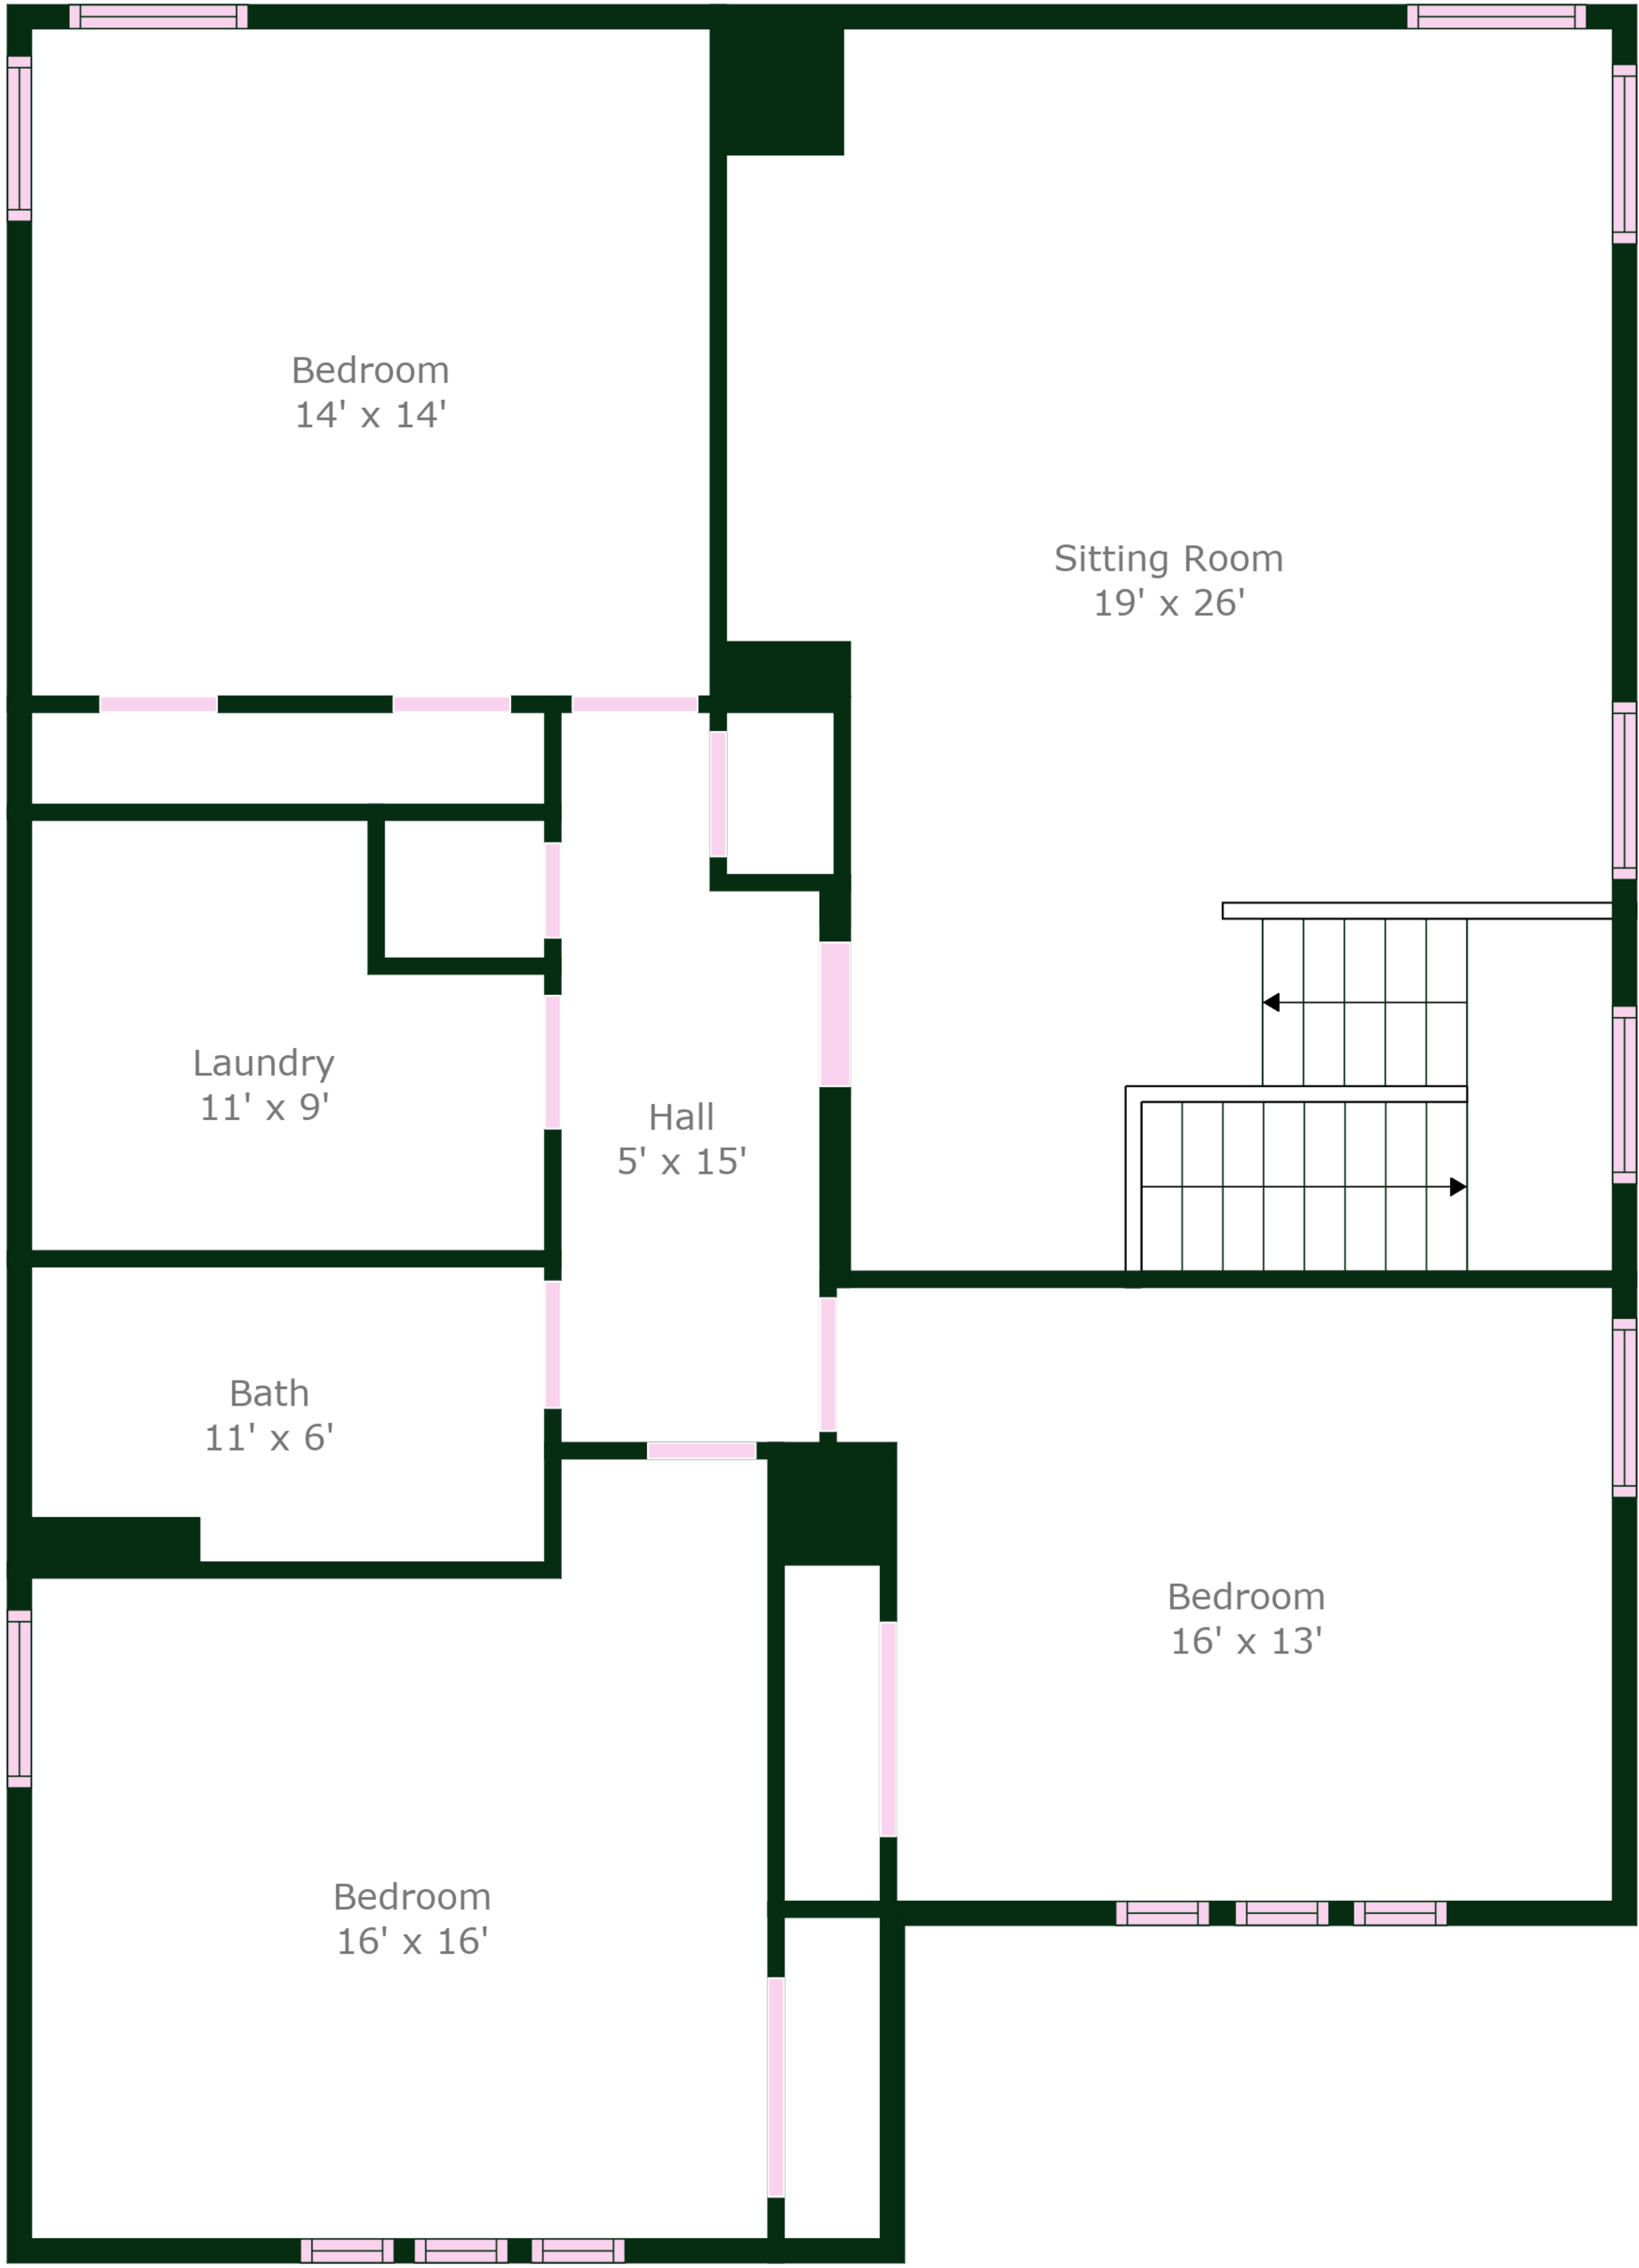 Bedroom
14' x 14'
Sitting Room
19' x 26'
Laundry
11' x 9'
Hall
5' x 15'
Bath
11' x 6'
Bedroom
16' x 13'
Bedroom
16' x 16'